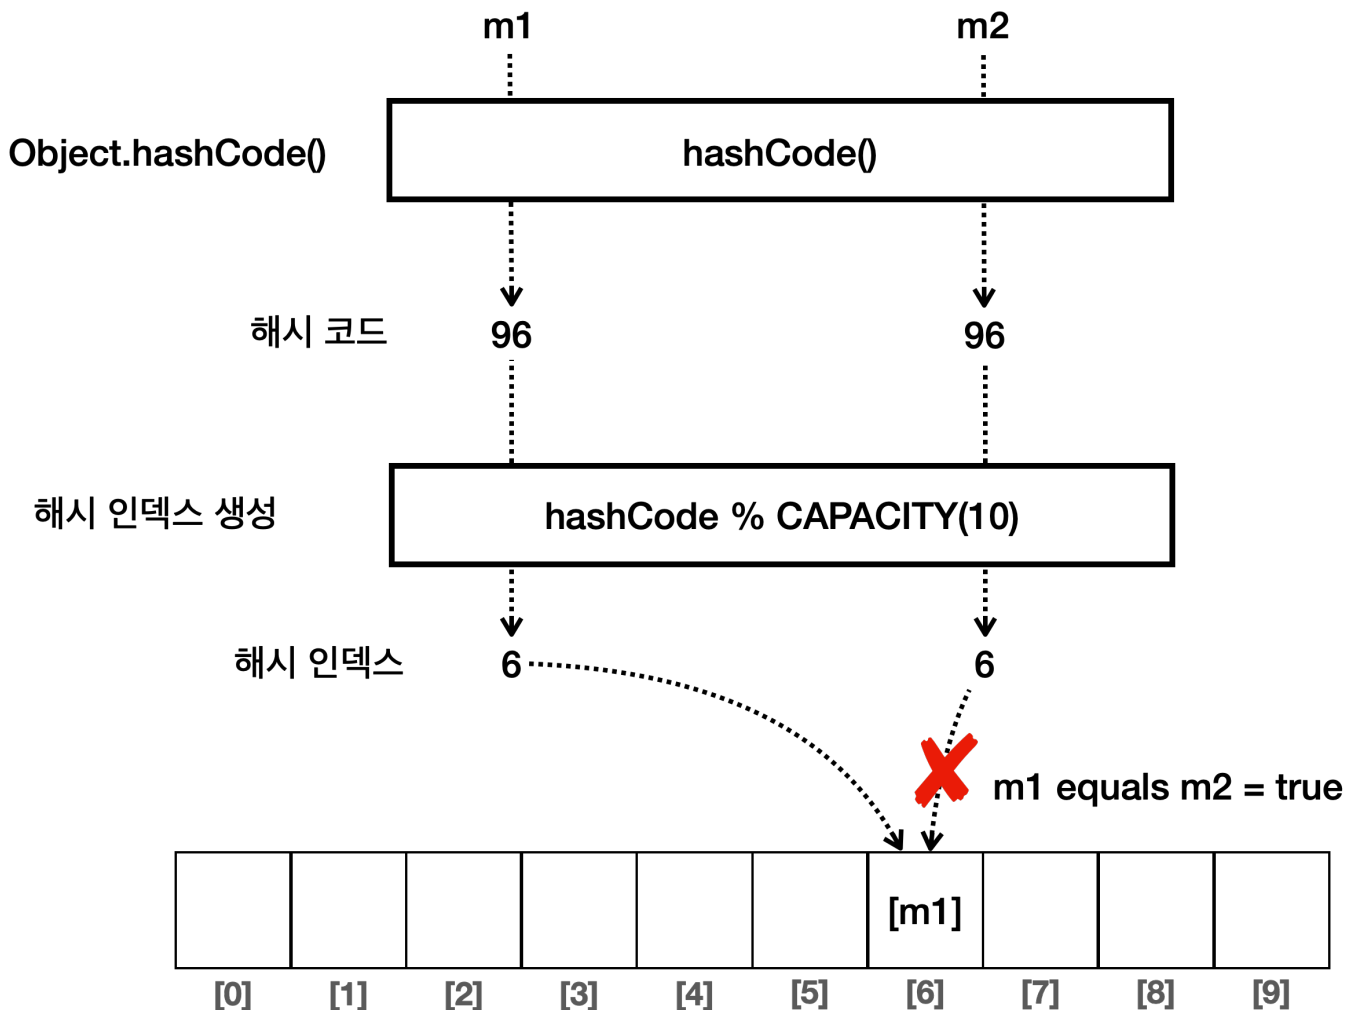 m1 m2
Object.hashCode() hashCode()
해시 코드 96 96
해시 인덱스 생성 hashCode % CAPACITY(10)
해시 인덱스 6 6
m1 equals m2 = true
[m1]
[0] [1] [2] [3] [4] [5] [6] [7] [8] [9]